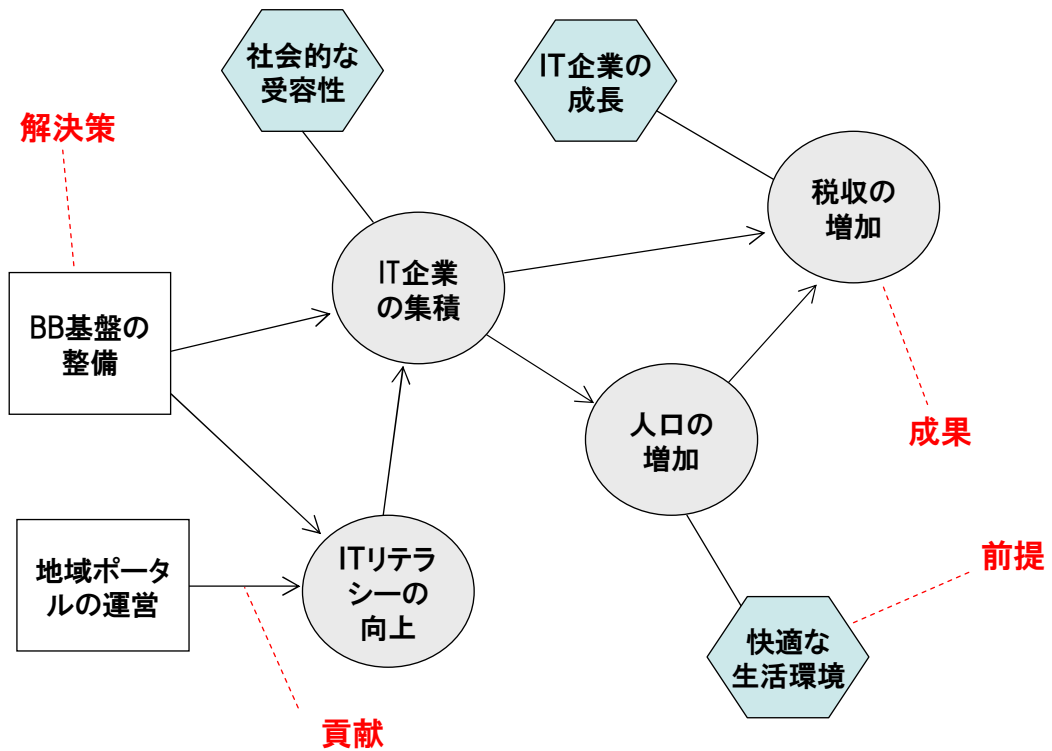 社会的な
受容性
IT企業の
成長
解決策
税収の
増加
IT企業
の集積
BB基盤の
整備
人口の
増加
成果
地域ポータ
ルの運営
ITリテラ
シーの
向上
前提
快適な
生活環境
貢献